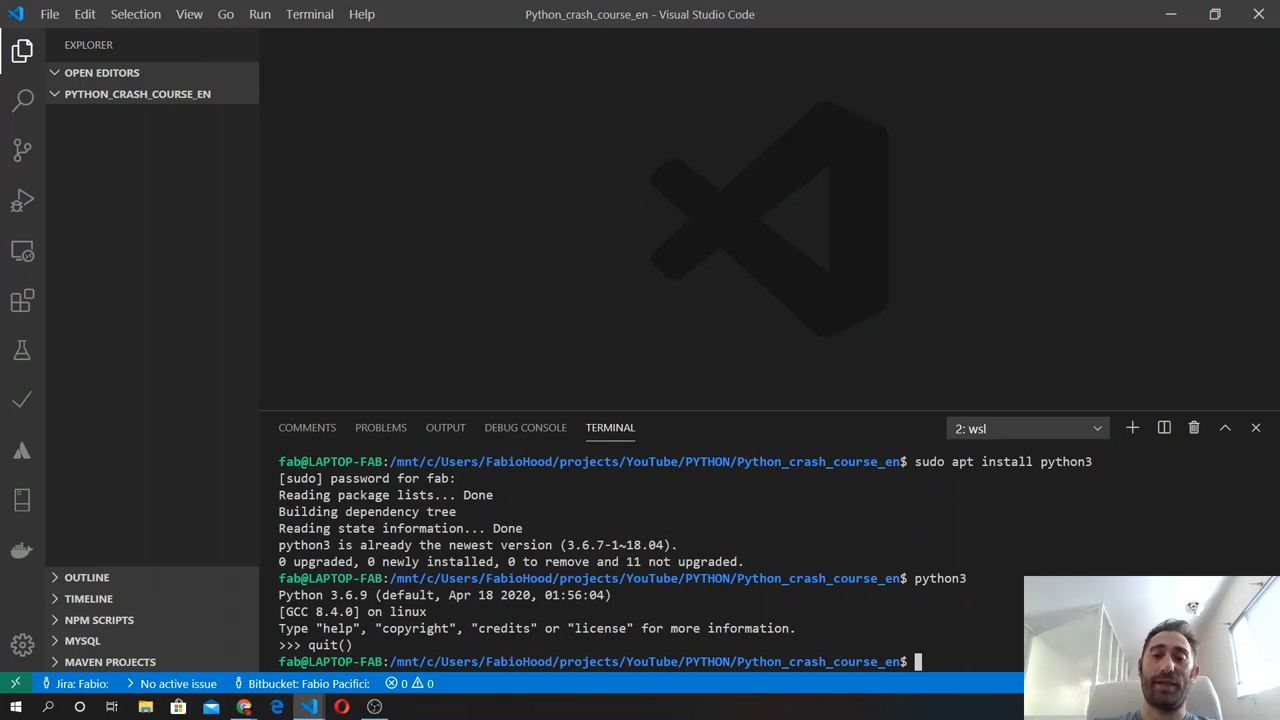 File Edit Selection View Go Run Terminal Help
Python_crash_course_en - Visual Studio Code
EXPLORER
OPEN EDITORS
PYTHON_CRASH_COURSE_EN
OUTLINE
TIMELINE
NPM SCRIPTS
MYSQL
MAVEN PROJECTS
COMMENTS PROBLEMS OUTPUT DEBUG CONSOLE TERMINAL
2: wsl
fab@LAPTOP-FAB:/mnt/c/Users/FabioHood/projects/YouTube/PYTHON/Python_crash_course_en$ sudo apt install python3
[sudo] password for fab:
Reading package lists... Done
Building dependency tree
Reading state information... Done
python3 is already the newest version (3.6.7-1~18.04).
0 upgraded, 0 newly installed, 0 to remove and 11 not upgraded.
fab@LAPTOP-FAB:/mnt/c/Users/FabioHood/projects/YouTube/PYTHON/Python_crash_course_en$ python3
Python 3.6.9 (default, Apr 18 2020, 01:56:04)
[GCC 8.4.0] on linux
Type "help", "copyright", "credits" or "license" for more information.
>>> quit()
fab@LAPTOP-FAB:/mnt/c/Users/FabioHood/projects/YouTube/PYTHON/Python_crash_course_en$
Jira: Fabio: No active issue Bitbucket: Fabio Pacifici: 0 0